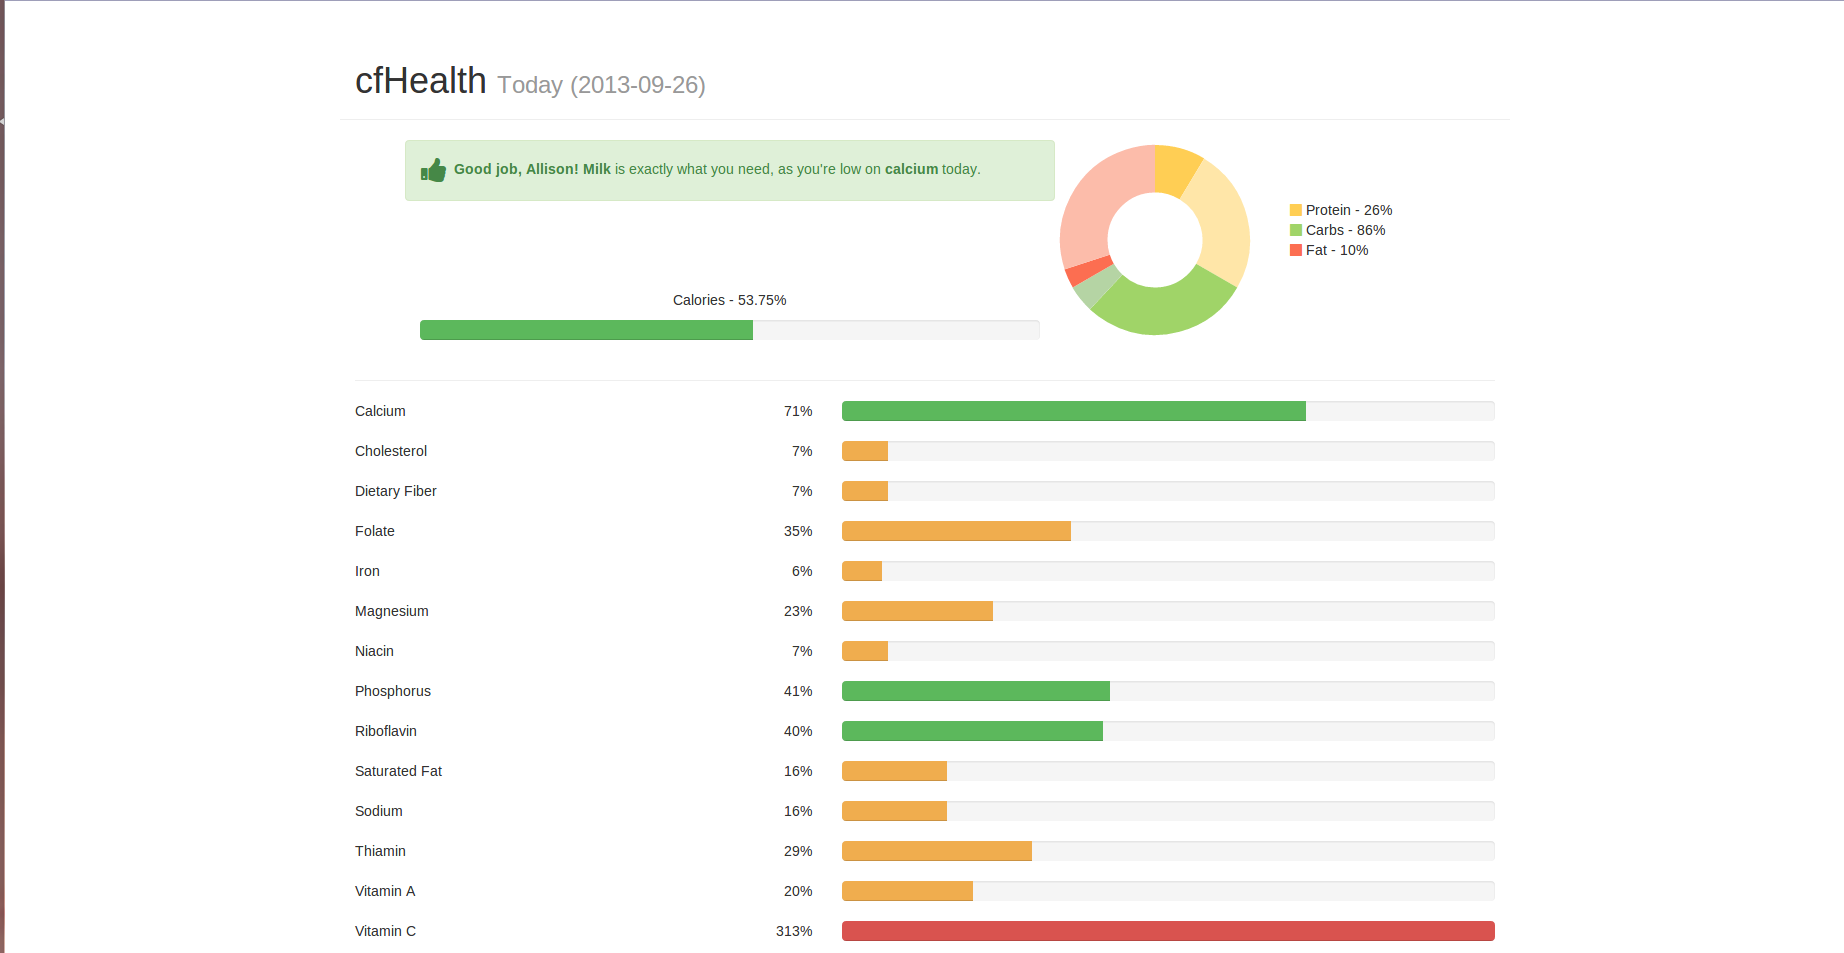 cfHealth Today (2013-09-26)
Good job, Allison! Milk is exactly what you need, as you're low on calcium today.
Protein - 26%
Carbs - 86%
Fat - 10%
Calories - 53.75%
Calcium 71%
Cholesterol 7%
Dietary Fiber 7%
Folate 35%
Iron 6%
Magnesium 23%
Niacin 7%
Phosphorus 41%
Riboflavin 40%
Saturated Fat 16%
Sodium 16%
Thiamin 29%
Vitamin A 20%
Vitamin C 313%